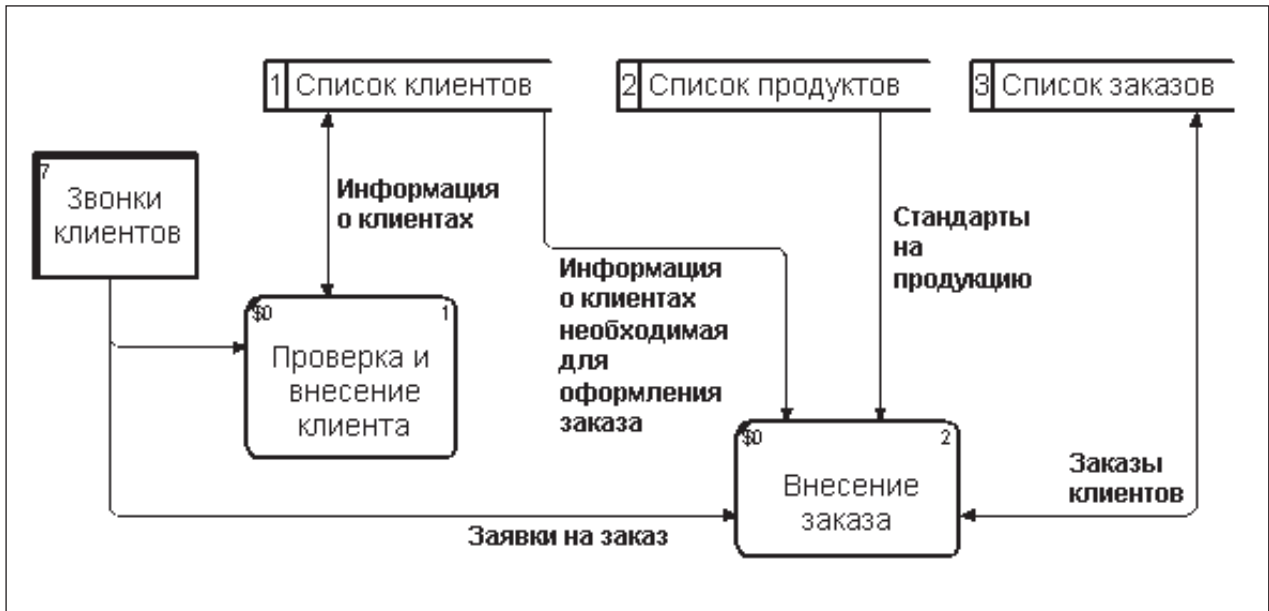 1 Список клиентов
2 Список продуктов
3 Список заказов
7
Звонки
клиентов
Информация
о клиентах
Стандарты
на
продукцию
Информация
о клиентах
необходимая
для
оформления
заказа
$0 1
Проверка и
внесение
клиента
$0 2
Внесение
заказа
Заказы
клиентов
Заявки на заказ